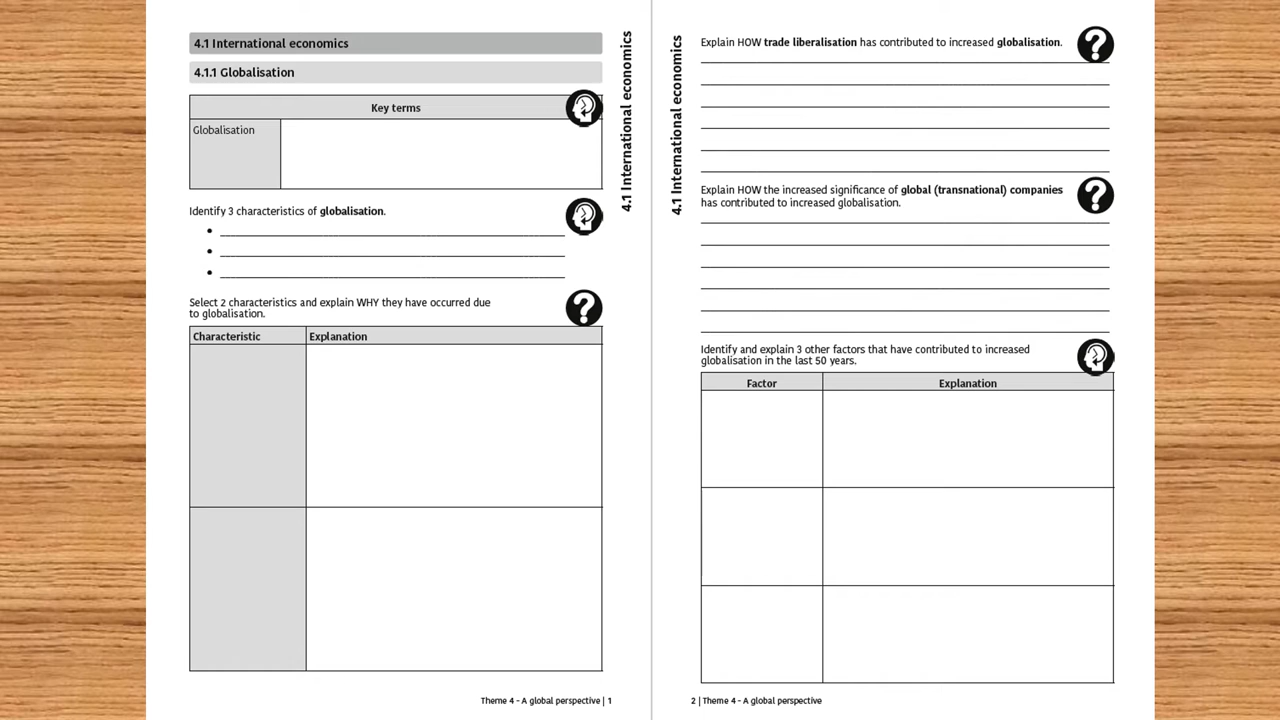 4.1 International economics
4.1.1 Globalisation
Key terms
Globalisation
Identify 3 characteristics of globalisation.
Select 2 characteristics and explain WHY they have occurred due
to globalisation.
Characteristic Explanation
Theme 4 - A global perspective | 1
4.1 International economics
4.1 International economics
Explain HOW trade liberalisation has contributed to increased globalisation.
?
Explain HOW the increased significance of global (transnational) companies
has contributed to increased globalisation.
?
Identify and explain 3 other factors that have contributed to increased
globalisation in the last 50 years.
Factor Explanation
2 | Theme 4 - A global perspective
?